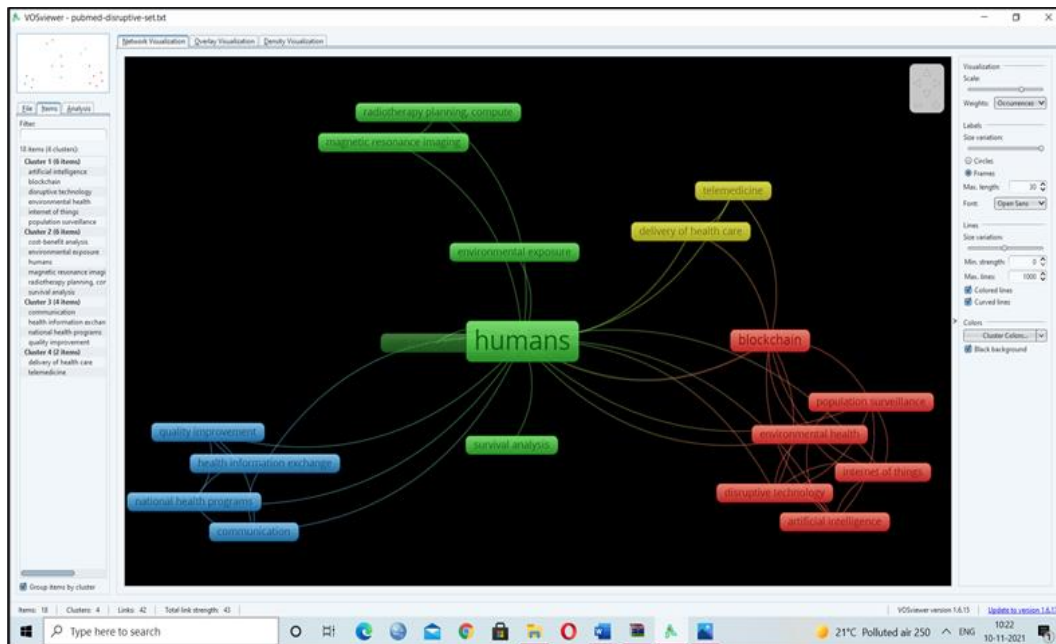 VOSviewer - pubmed-disruptive-set.txt
Network Visualization Overlay Visualization Density Visualization
File Items Analysis
Filter:
18 items (4 clusters):
Cluster 1 (6 items)
artificial intelligence
blockchain
disruptive technology
environmental health
internet of things
population surveillance
Cluster 2 (6 items)
cost-benefit analysis
environmental exposure
humans
magnetic resonance imagi
radiotherapy planning, cor
survival analysis
Cluster 3 (4 items)
communication
health information exchan
national health programs
quality improvement
Cluster 4 (2 items)
delivery of health care
telemedicine
Group items by cluster
radiotherapy planning, compute
magnetic resonance imaging
telemedicine
delivery of health care
environmental exposure
humans
blockchain
population surveillance
quality improvement
environmental health
survival analysis
health information exchange
internet of things
disruptive technology
national health programs
artificial intelligence
communication
Visualization
Scale:
Weights: Occurrences
Labels
Size variation:
Circles
Frames
Max. length: 30
Font: Open Sans
Lines
Size variation:
Min. strength: 0
Max. lines: 1000
Colored lines
Curved lines
Colors
Cluster Colors...
Black background
Items: 18 Clusters: 4 Links: 42 Total link strength: 43
VOSviewer version 1.6.15 Update to version 1.6.1
Type here to search
21°C Polluted air 250 ENG
10:22
10-11-2021